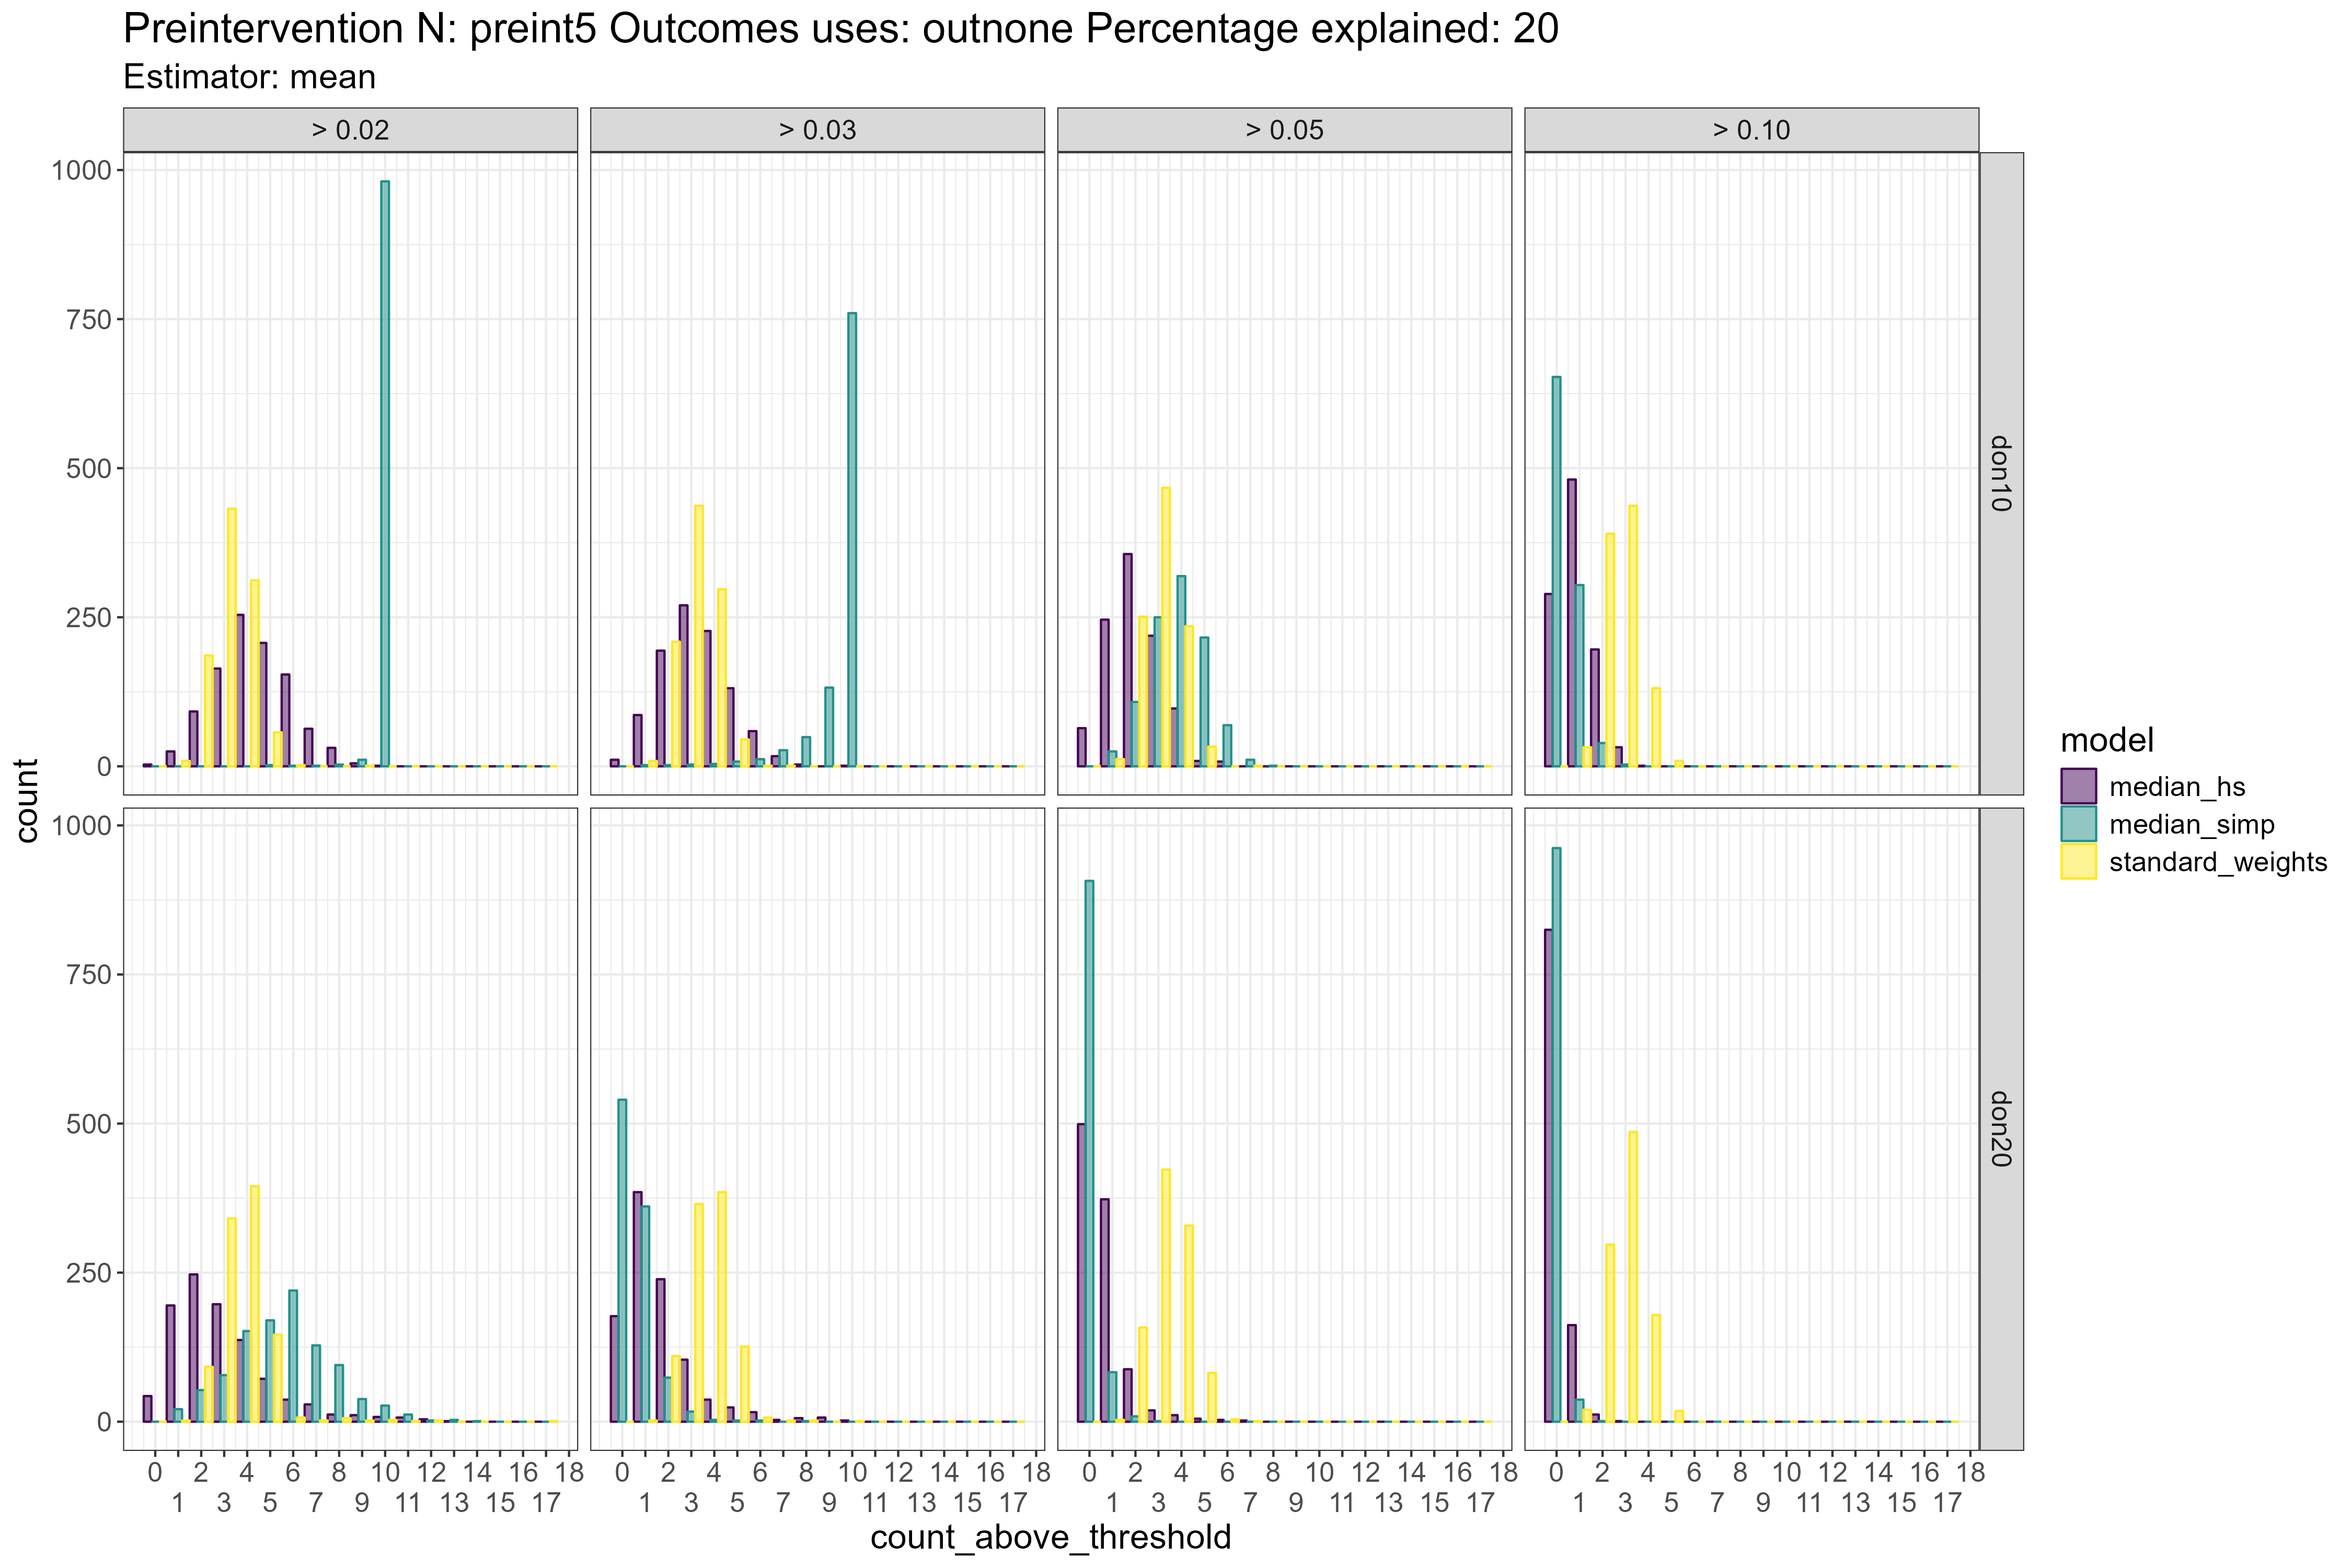 Preintervention N: preint5 Outcomes uses: outnone Percentage explained: 20
Estimator: mean
> 0.02 > 0.03 > 0.05 > 0.10
1000
750
500
250
0
don10
1000
750
500
250
0
don20
count
0 2 4 6 8 10 12 14 16 18 0 2 4 6 8 10 12 14 16 18 0 2 4 6 8 10 12 14 16 18 0 2 4 6 8 10 12 14 16 18
1 3 5 7 9 11 13 15 17 1 3 5 7 9 11 13 15 17 1 3 5 7 9 11 13 15 17 1 3 5 7 9 11 13 15 17
count_above_threshold
model
median_hs
median_simp
standard_weights